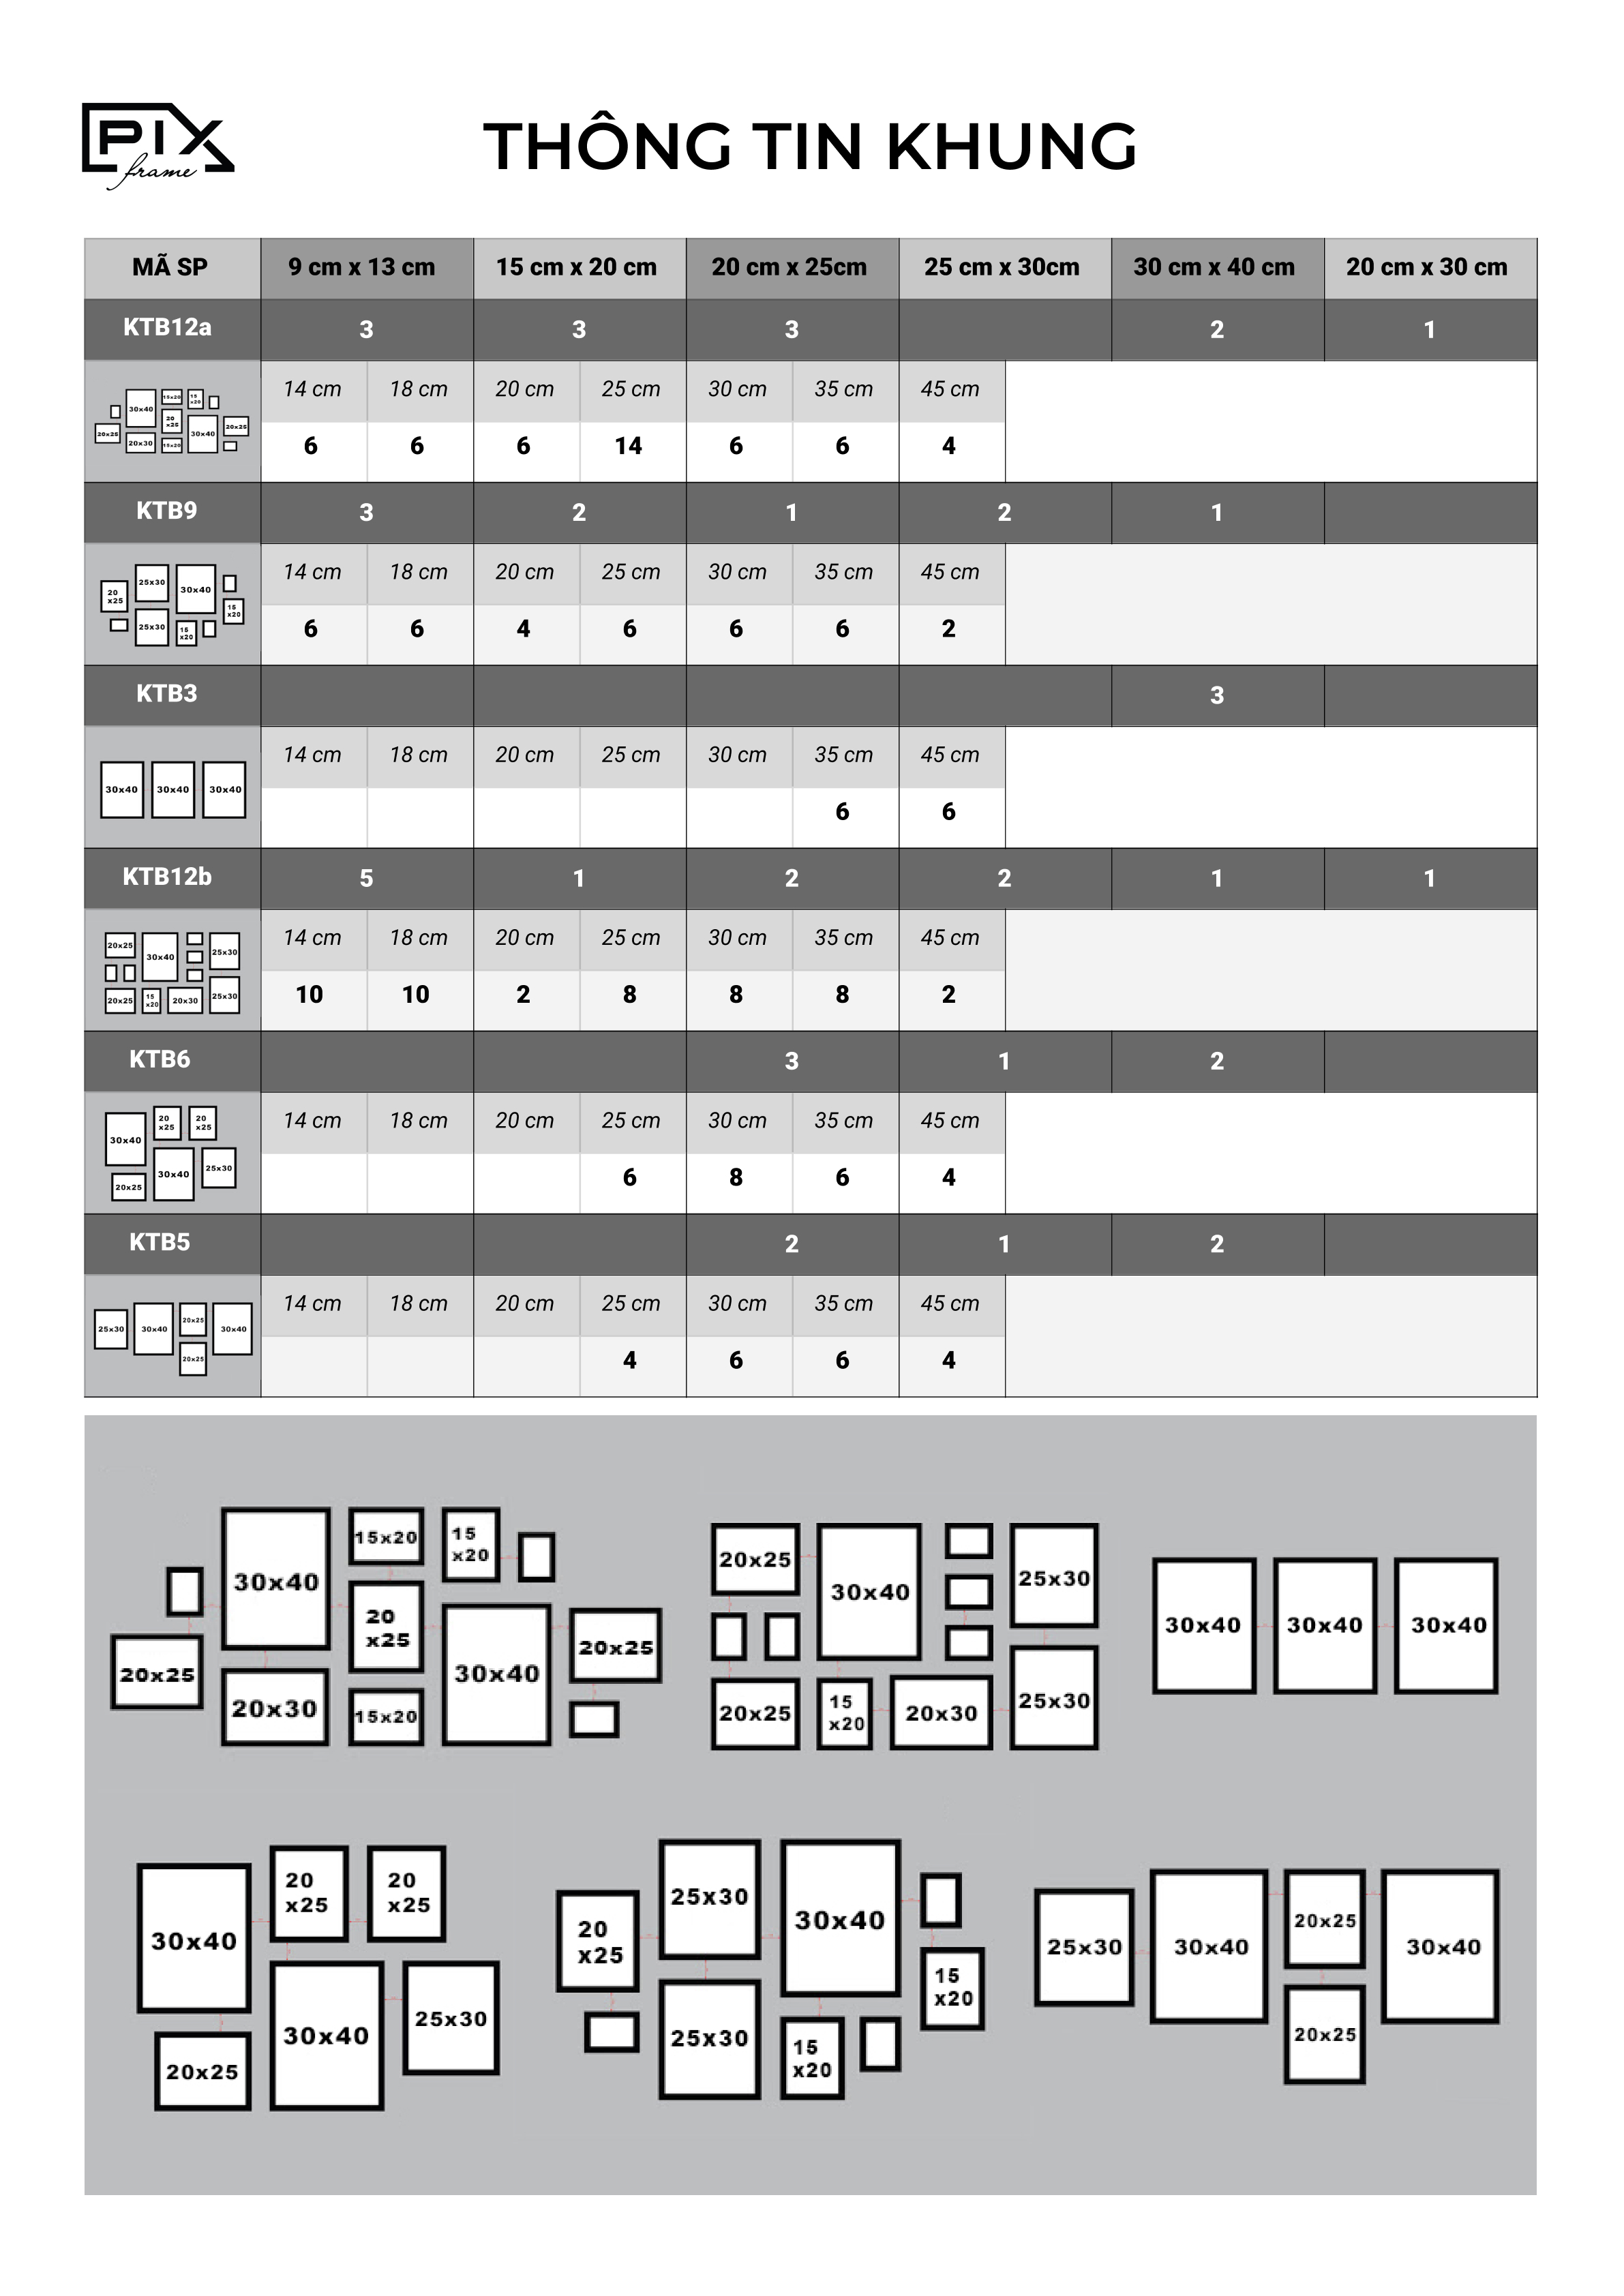 PIX
frame
THÔNG TIN KHUNG
MÃ SP 9 cm x 13 cm 15 cm x 20 cm 20 cm x 25cm 25 cm x 30cm 30 cm x 40 cm 20 cm x 30 cm
KTB12a 3 3 3 2 1
14 cm 18 cm 20 cm 25 cm 30 cm 35 cm 45 cm
6 6 6 14 6 6 4
30x40 15x20 15
x20
20
x25
20x25 20x30 15x20 30x40 20x25
KTB9 3 2 1 2 1
14 cm 18 cm 20 cm 25 cm 30 cm 35 cm 45 cm
6 6 4 6 6 6 2
20
x25
25x30 30x40
15
x20
25x30 15
x20
KTB3 3
14 cm 18 cm 20 cm 25 cm 30 cm 35 cm 45 cm
6 6
30x40 30x40 30x40
KTB12b 5 1 2 2 1 1
14 cm 18 cm 20 cm 25 cm 30 cm 35 cm 45 cm
10 10 2 8 8 8 2
20x25 30x40 25x30
20x25 15
x20
20x30 25x30
KTB6 3 1 2
14 cm 18 cm 20 cm 25 cm 30 cm 35 cm 45 cm
6 8 6 4
30x40 20
x25
20
x25
20x25 30x40 25x30
KTB5 2 1 2
14 cm 18 cm 20 cm 25 cm 30 cm 35 cm 45 cm
4 6 6 4
25x30 30x40 20x25 30x40
20x25
30x40 15x20 15
x20
20
x25
20x25 20x30 15x20 30x40 20x25
20x25 30x40 25x30
20x25 15
x20
20x30 25x30
30x40 30x40 30x40
30x40 20
x25
20
x25
20x25 30x40 25x30
20
x25
25x30 30x40
15
x20
25x30 15
x20
25x30 30x40 20x25 30x40
20x25